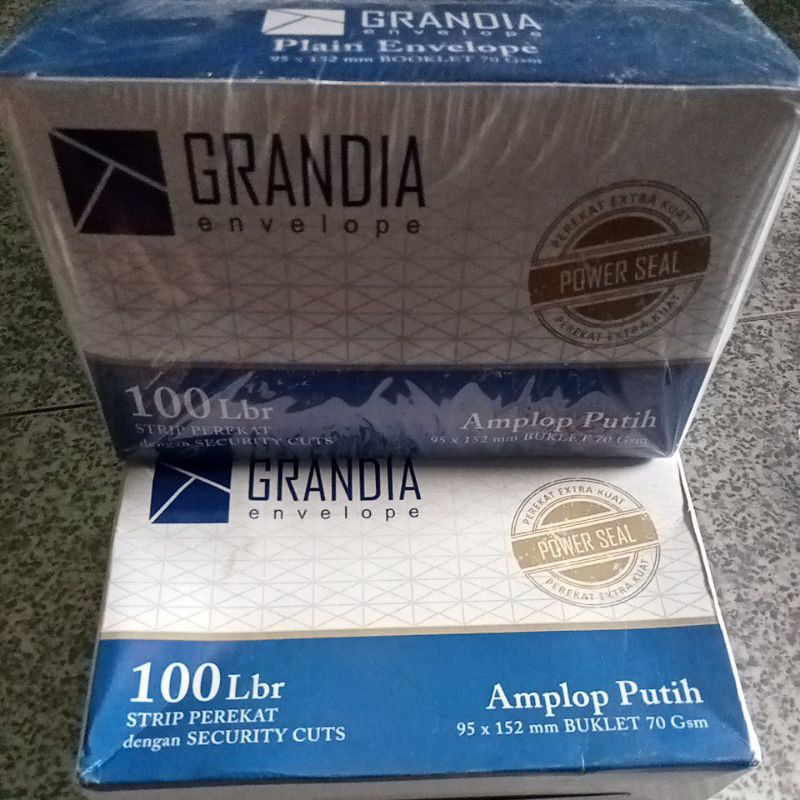 GRANDIA
envelope
Plain Envelope
95 x 152 mm BOOKLET 70 Gsm
GRANDIA
envelope
PEREKAT EXTRA KUAT
POWER SEAL
PEREKAT EXTRA KUAT
100 Lbr
STRIP PEREKAT
dengan SECURITY CUTS
Amplop Putih
95 x 152 mm BUKLET 70 Gsm
GRANDIA
envelope
PEREKAT EXTRA KUAT
POWER SEAL
PEREKAT EXTRA KUAT
100 Lbr
STRIP PEREKAT
dengan SECURITY CUTS
Amplop Putih
95 x 152 mm BUKLET 70 Gsm